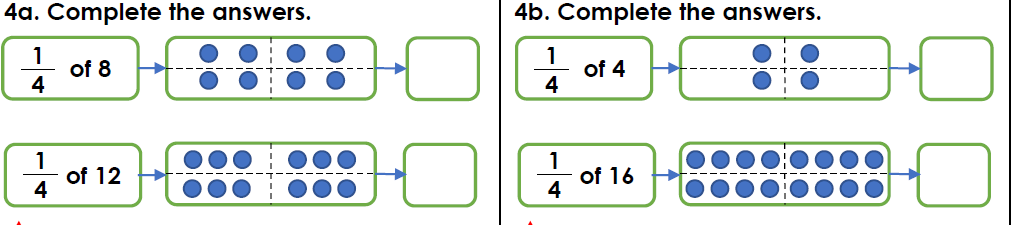 4a. Complete the answers.
1/4 of 8
1/4 of 12
4b. Complete the answers.
1/4 of 4
1/4 of 16